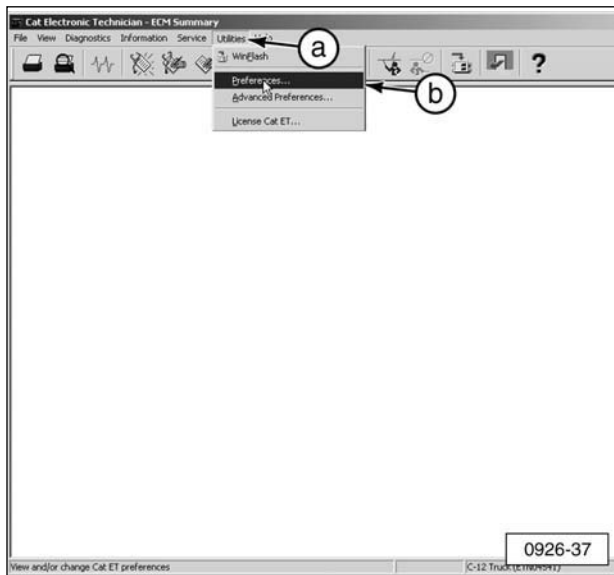 Cat Electronic Technician - ECM Summary
File View Diagnostics Information Service Utilities
WinFlash
Preferences...
Advanced Preferences...
License Cat ET...
a
b
?
0926-37
View and/or change Cat ET preferences
C-12 Truck